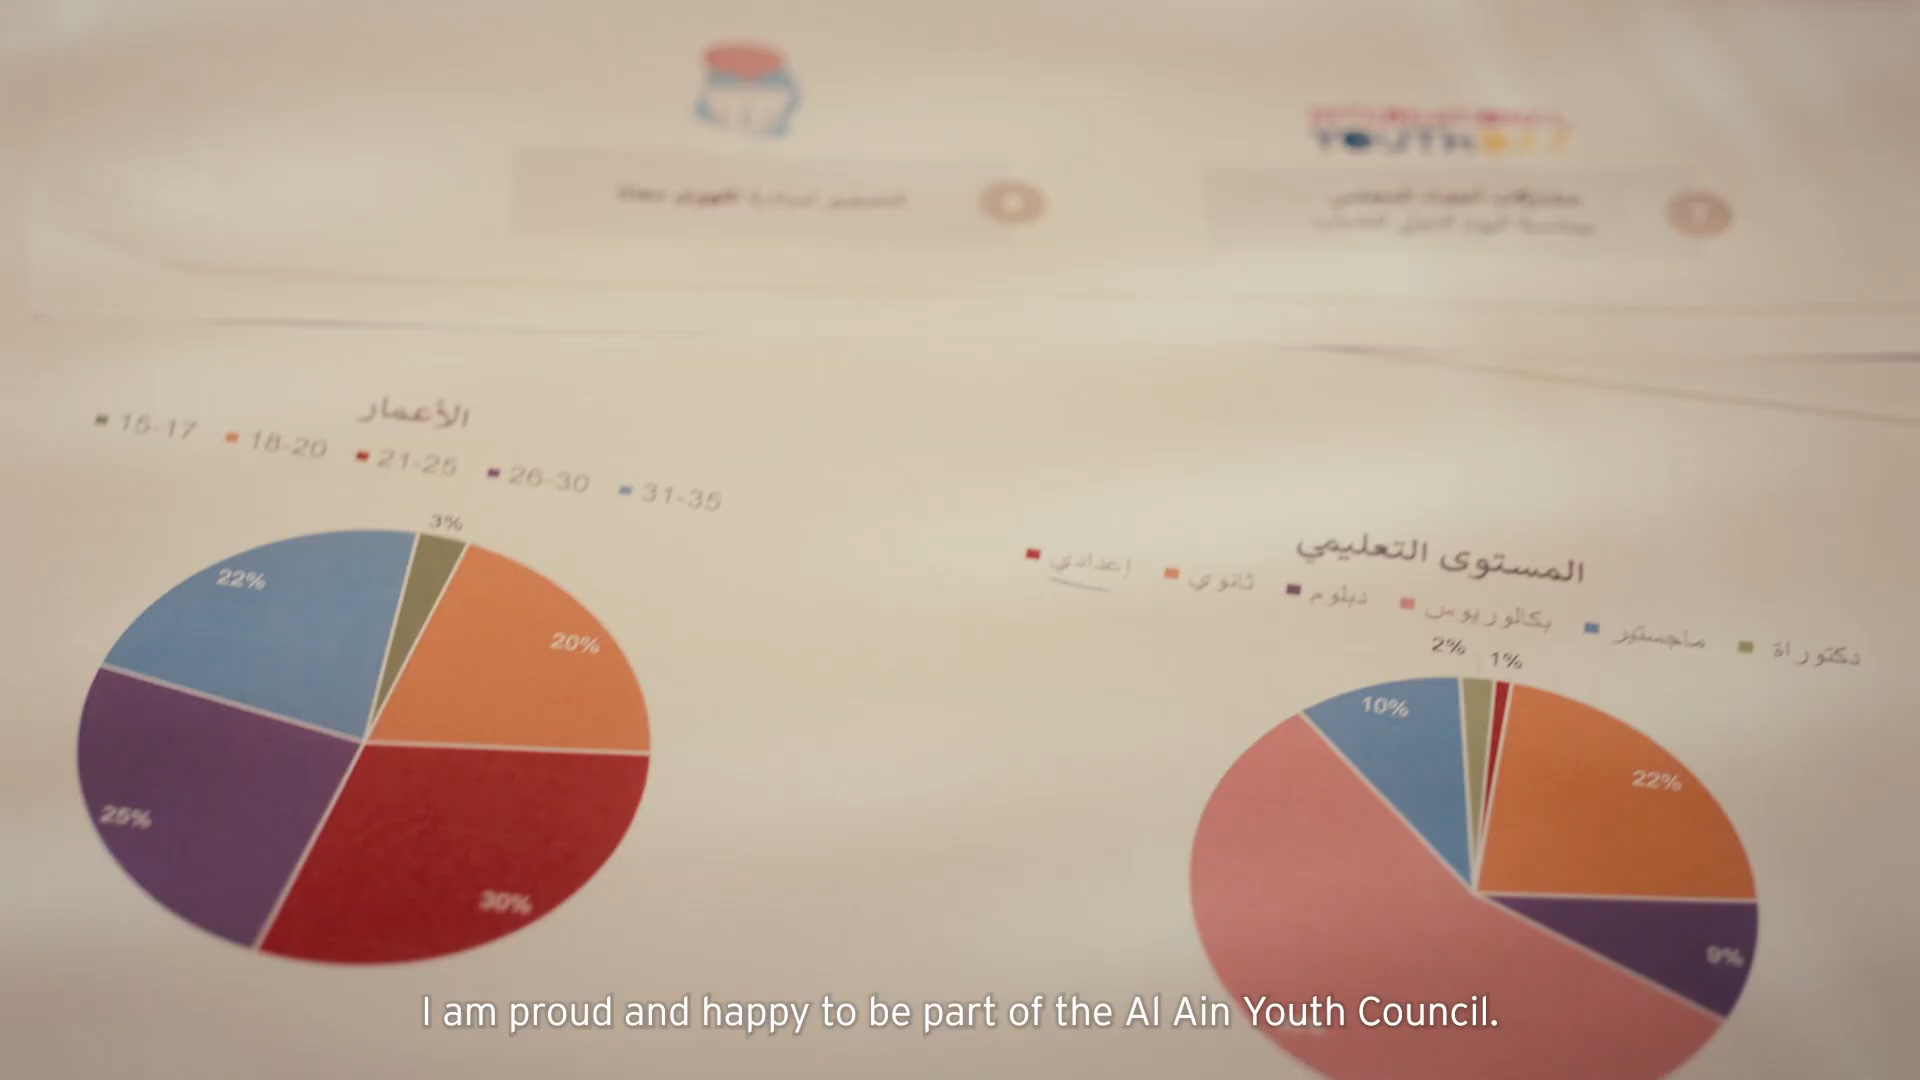 الأعمار
15-17 18-20 21-25 26-30 31-35
3%
22%
20%
25%
30%
المستوى التعليمي
إعدادي ثانوي دبلوم بكالوريوس ماجستير دكتوراة
2% 1%
10%
22%
9%
I am proud and happy to be part of the Al Ain Youth Council.